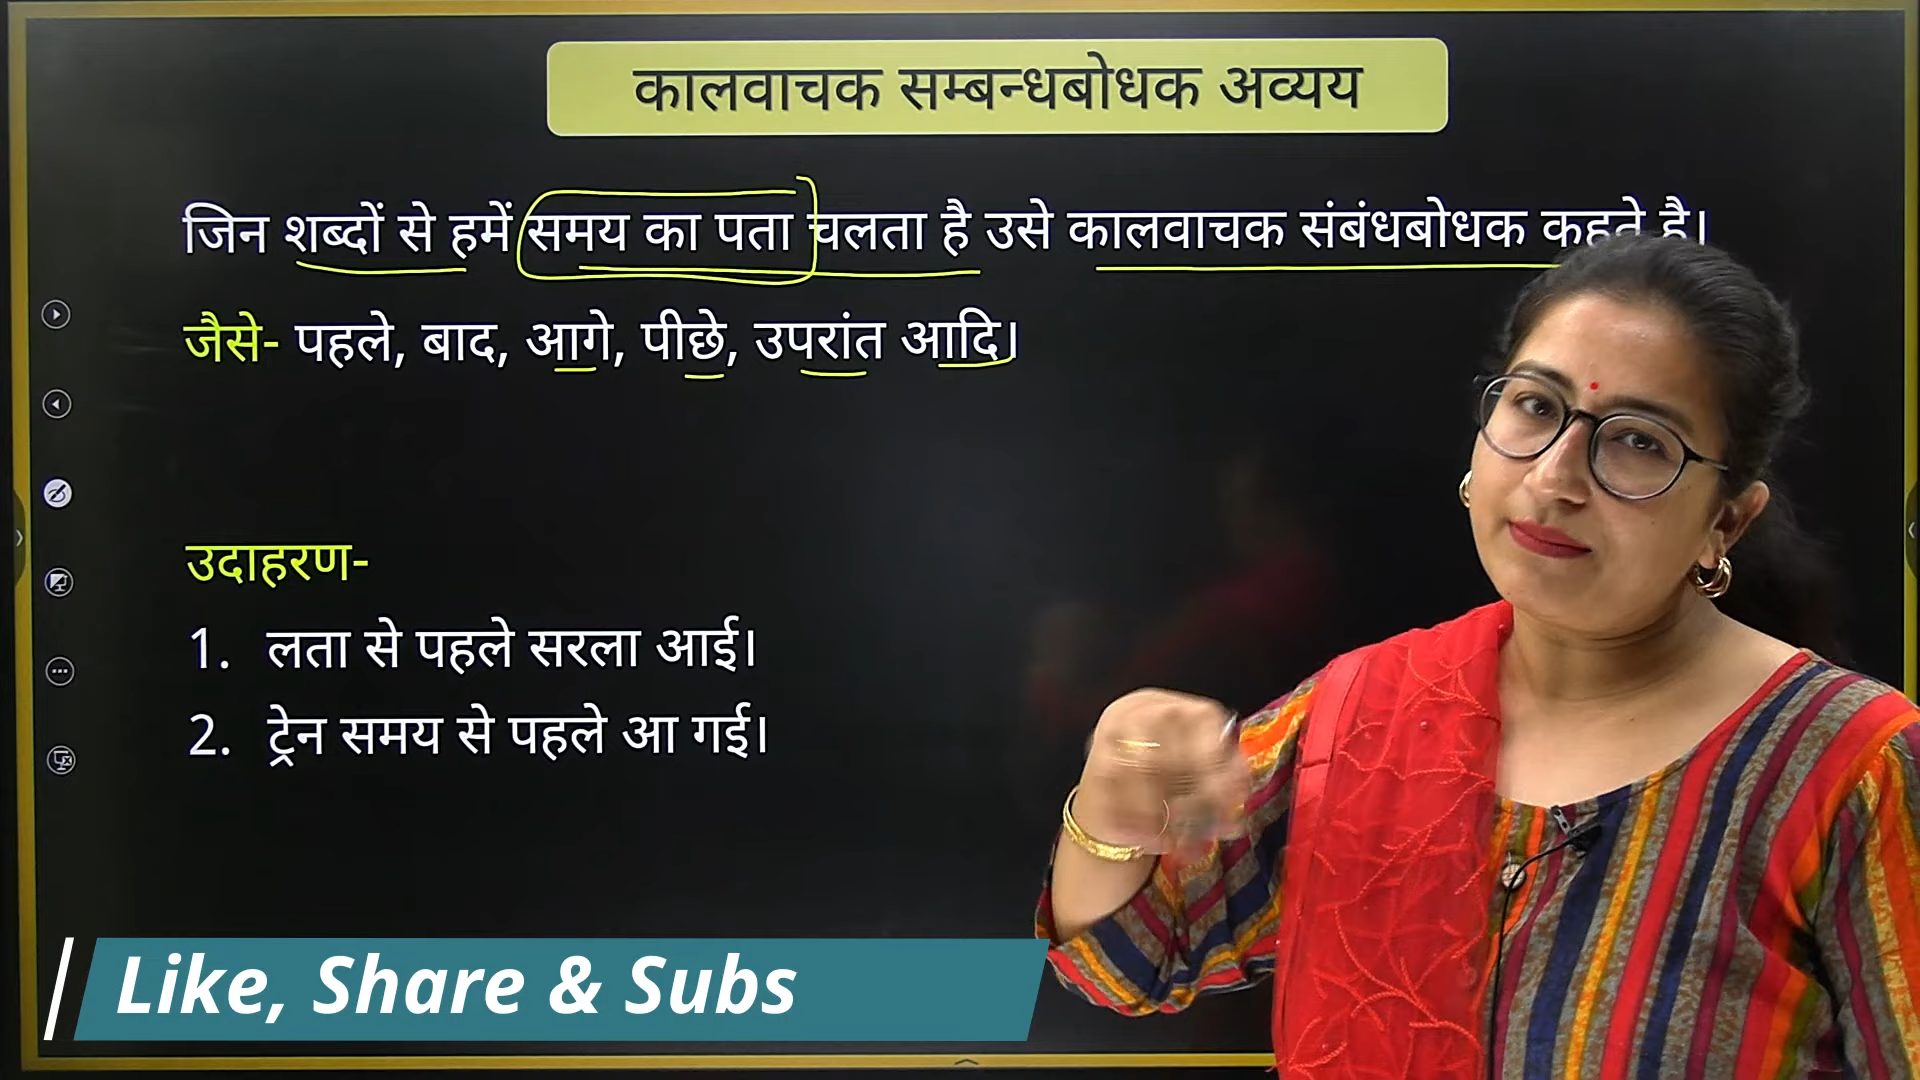 कालवाचक सम्बन्धबोधक अव्यय
जिन शब्दों से हमें समय का पता चलता है उसे कालवाचक संबंधबोधक कहते है।
जैसे- पहले, बाद, आगे, पीछे, उपरांत आदि।
उदाहरण-
1. लता से पहले सरला आई।
2. ट्रेन समय से पहले आ गई।
Like, Share & Subs